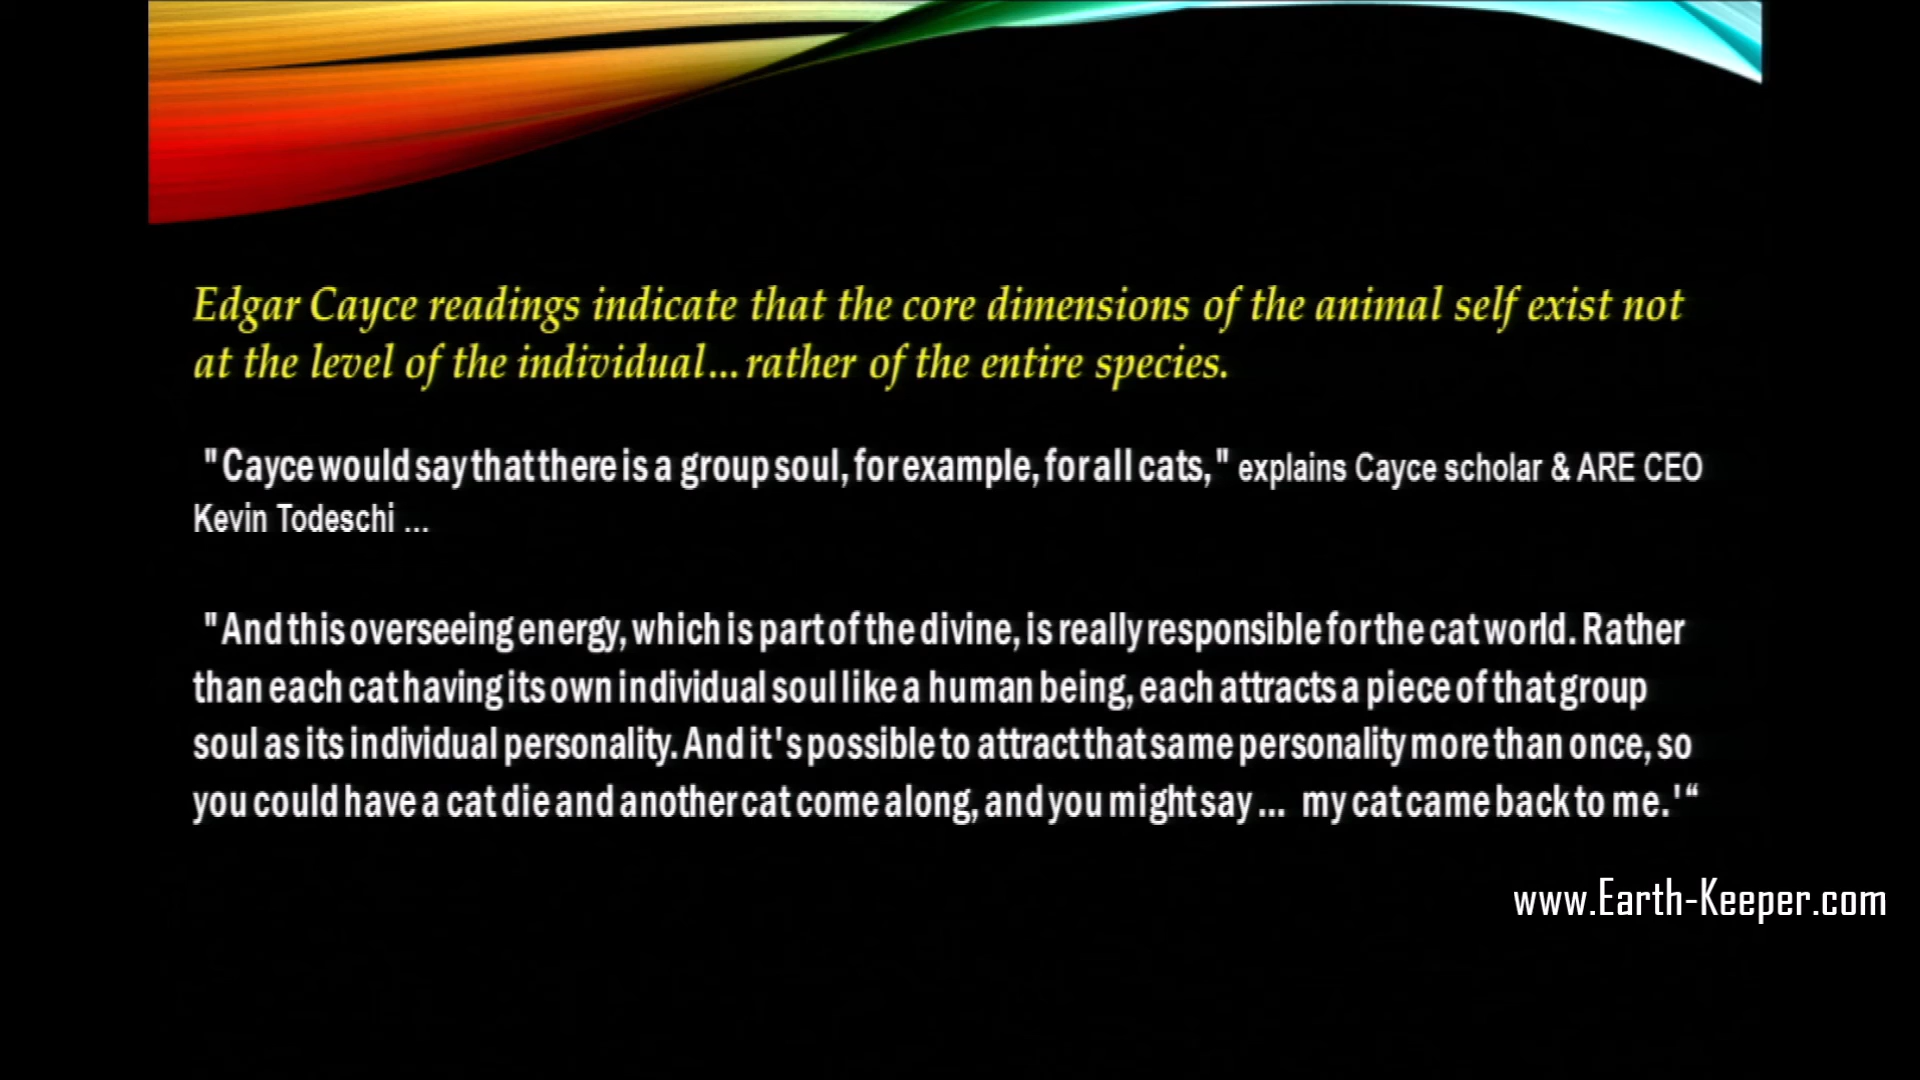 Edgar Cayce readings indicate that the core dimensions of the animal self exist not
at the level of the individual...rather of the entire species.
"Cayce would say that there is a group soul, for example, for all cats," explains Cayce scholar & ARE CEO
Kevin Todeschi ...
"And this overseeing energy, which is part of the divine, is really responsible for the cat world. Rather
than each cat having its own individual soul like a human being, each attracts a piece of that group
soul as its individual personality. And it's possible to attract that same personality more than once, so
you could have a cat die and another cat come along, and you might say ... my cat came back to me.'“
www.Earth-Keeper.com